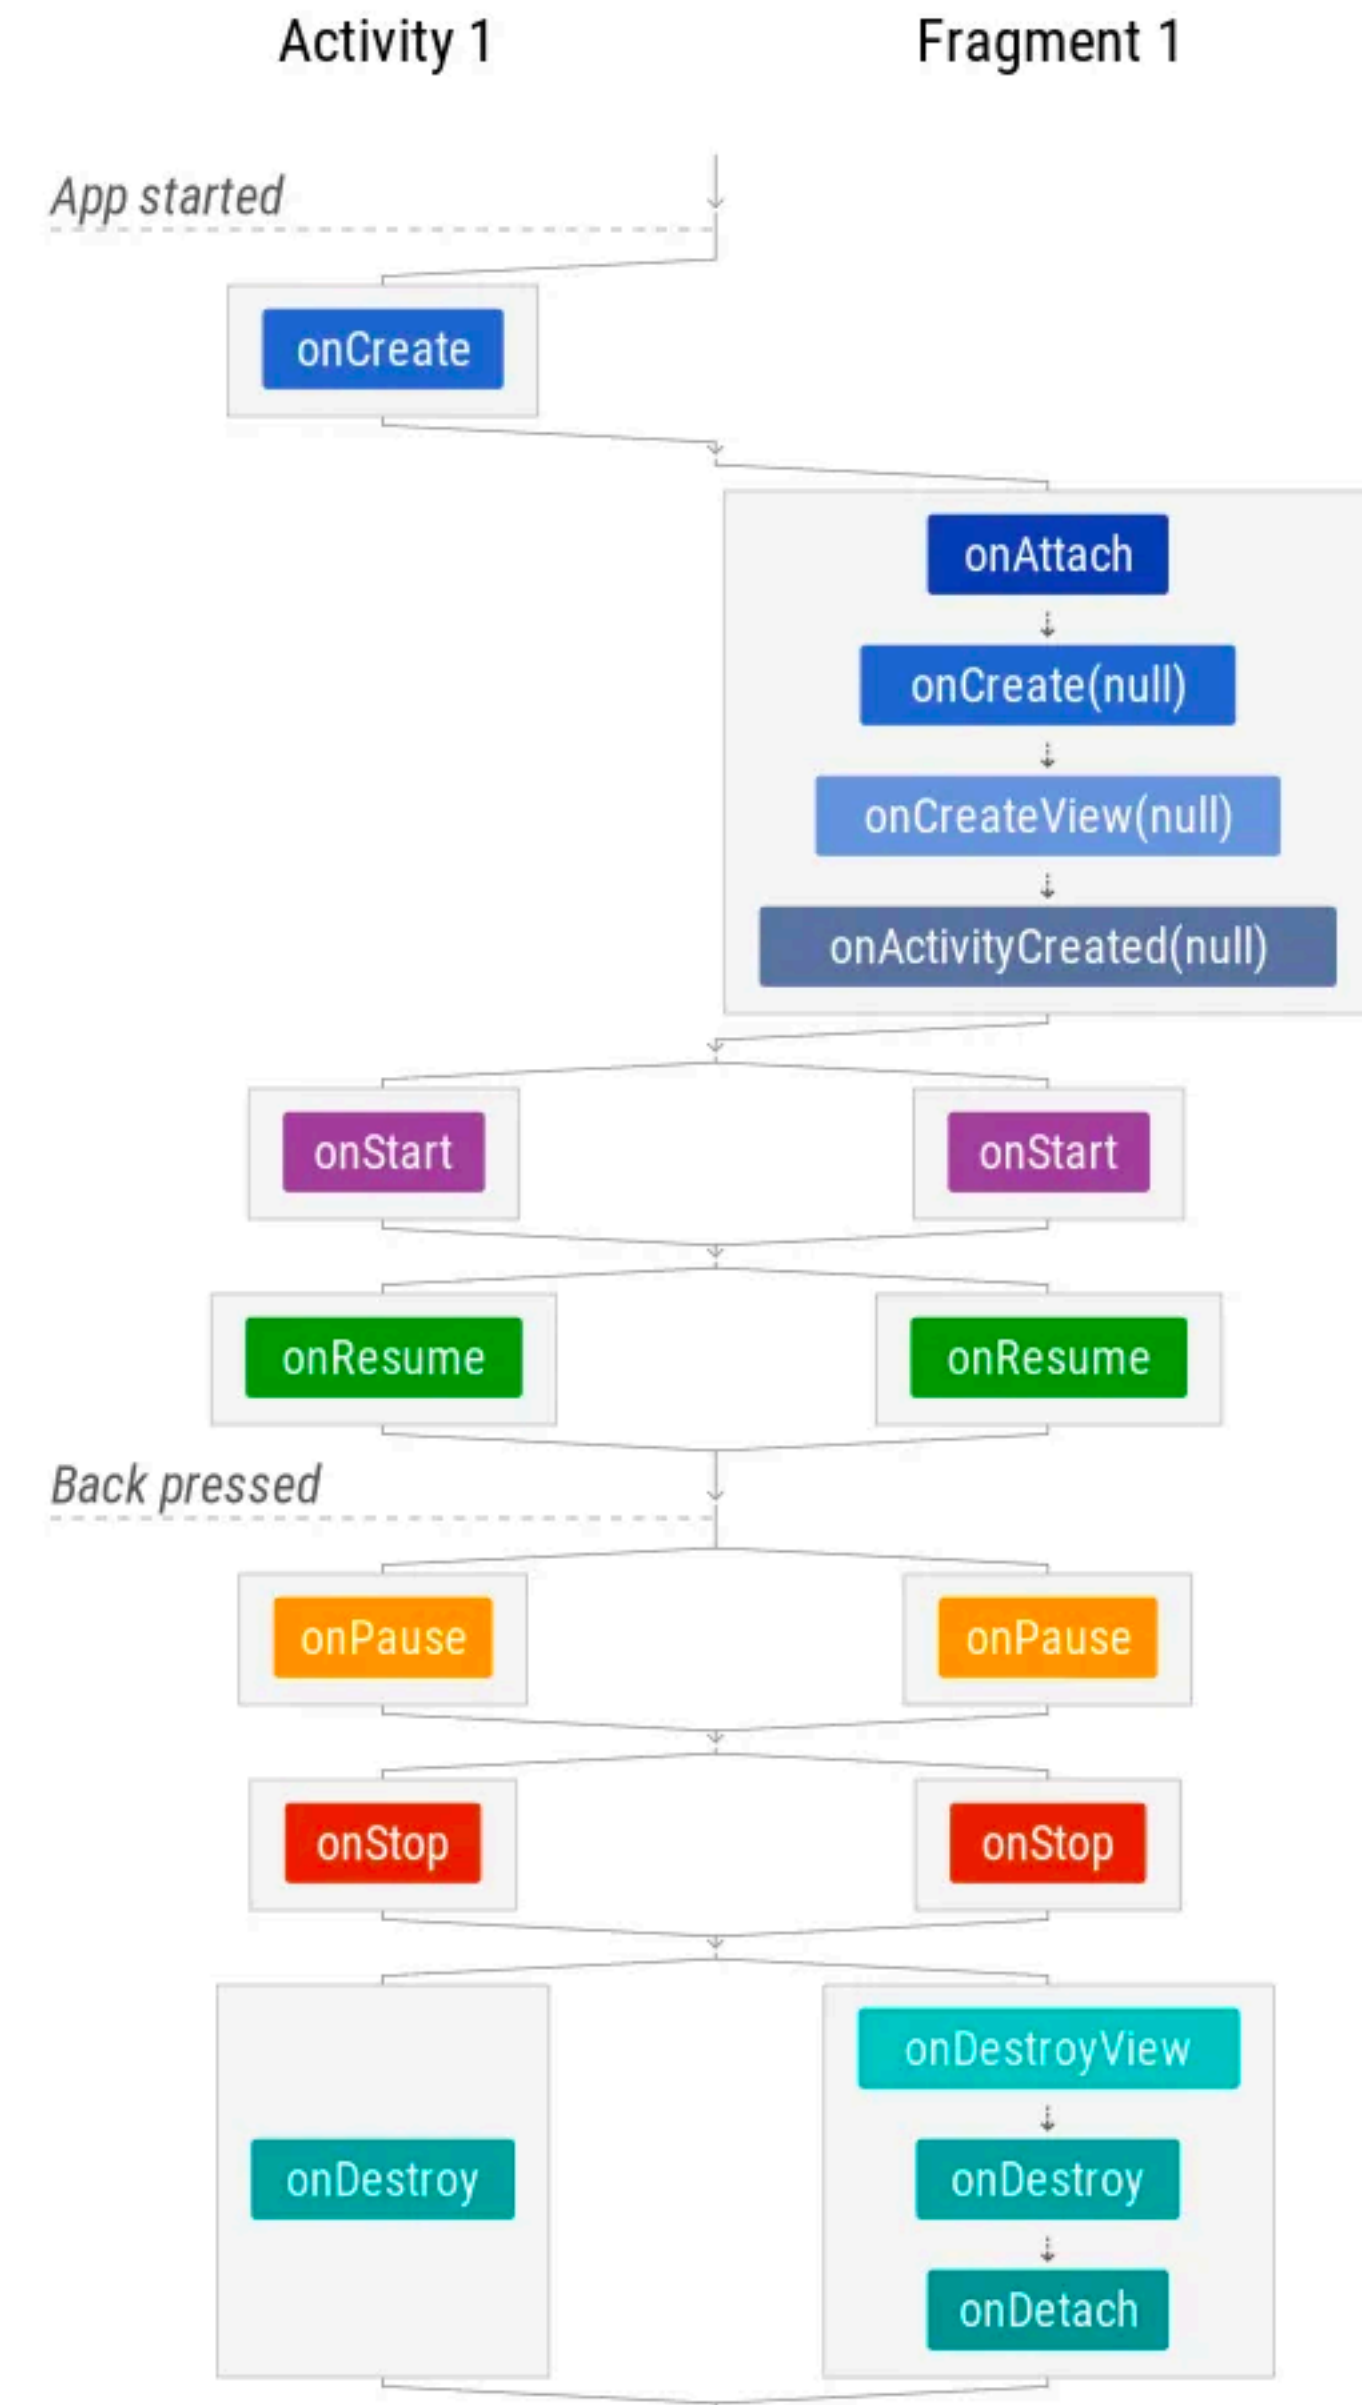 Activity 1
Fragment 1
App started
onCreate
onAttach
onCreate(null)
onCreateView(null)
onActivityCreated(null)
onStart
onStart
onResume
onResume
Back pressed
onPause
onPause
onStop
onStop
onDestroyView
onDestroy
onDestroy
onDetach